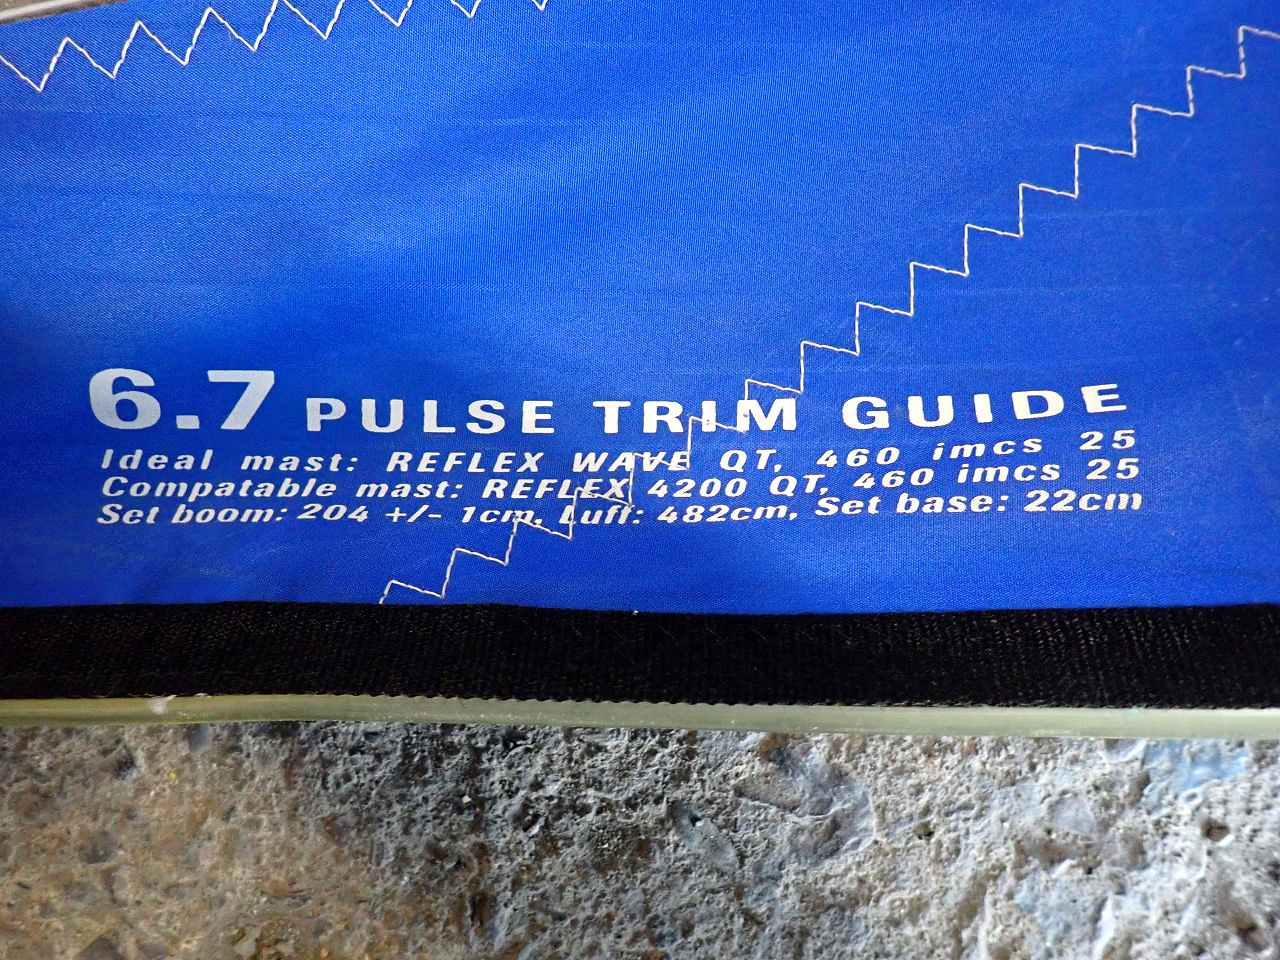 6.7 PULSE TRIM GUIDE
Ideal mast: REFLEX WAVE QT, 460 imcs 25
Compatable mast: REFLEX 4200 QT, 460 imcs 25
Set boom: 204 +/- 1cm, Luff: 482cm, Set base: 22cm